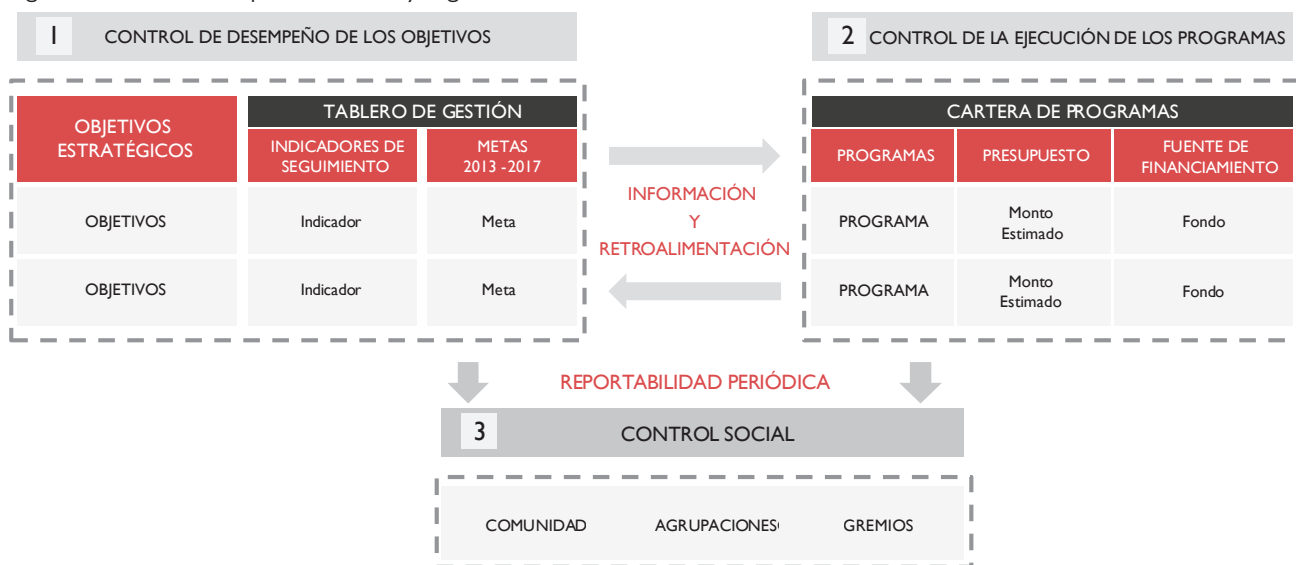 1 CONTROL DE DESEMPEÑO DE LOS OBJETIVOS
2 CONTROL DE LA EJECUCIÓN DE LOS PROGRAMAS
OBJETIVOS
ESTRATÉGICOS
TABLERO DE GESTIÓN
INDICADORES DE
SEGUIMIENTO
METAS
2013 -2017
OBJETIVOS
Indicador
Meta
OBJETIVOS
Indicador
Meta
INFORMACIÓN
Y
RETROALIMENTACIÓN
CARTERA DE PROGRAMAS
PROGRAMAS
PRESUPUESTO
FUENTE DE
FINANCIAMIENTO
PROGRAMA
Monto
Estimado
Fondo
PROGRAMA
Monto
Estimado
Fondo
REPORTABILIDAD PERIÓDICA
3 CONTROL SOCIAL
COMUNIDAD
AGRUPACIONES
GREMIOS